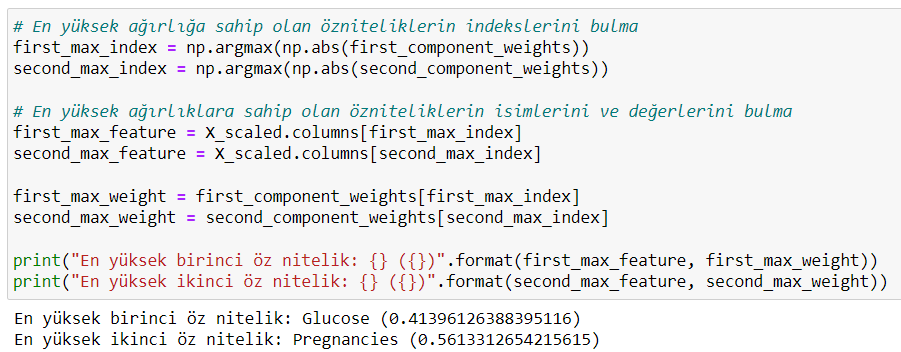 # En yüksek ağırlığa sahip olan özniteliklerin indekslerini bulma
first_max_index = np.argmax(np.abs(first_component_weights))
second_max_index = np.argmax(np.abs(second_component_weights))
# En yüksek ağırlıklara sahip olan özniteliklerin isimlerini ve değerlerini bulma
first_max_feature = X_scaled.columns[first_max_index]
second_max_feature = X_scaled.columns[second_max_index]
first_max_weight = first_component_weights[first_max_index]
second_max_weight = second_component_weights[second_max_index]
print("En yüksek birinci öz nitelik: {} ({})".format(first_max_feature, first_max_weight))
print("En yüksek ikinci öz nitelik: {} ({})".format(second_max_feature, second_max_weight))
En yüksek birinci öz nitelik: Glucose (0.41396126388395116)
En yüksek ikinci öz nitelik: Pregnancies (0.5613312654215615)